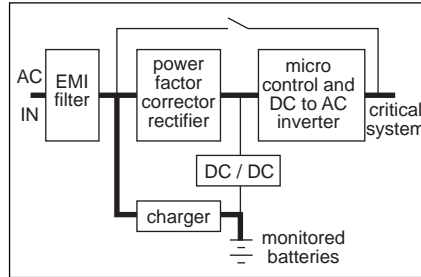 AC
IN
EMI
filter
power
factor
corrector
rectifier
micro
control and
DC to AC
inverter
critical
system
DC / DC
charger
monitored
batteries